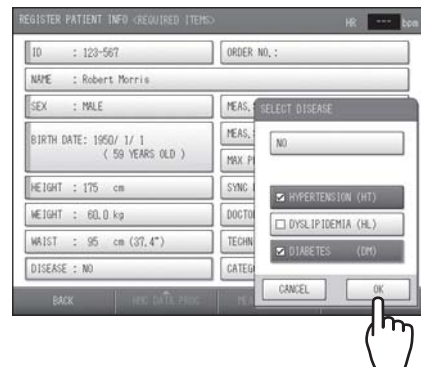 REGISTER PATIENT INFO <REQUIRED ITEMS>
HR --- bpm
ID : 123-567
ORDER NO.:
NAME : Robert Morris
SEX : MALE
MEAS.
BIRTH DATE: 1950/ 1/ 1
( 59 YEARS OLD )
MEAS.
MAX P
HEIGHT : 175 cm
SYNC
WEIGHT : 60.0 kg
DOCTO
WAIST : 95 cm (37.4")
TECHN
DISEASE : NO
CATEG
SELECT DISEASE
NO
HYPERTENSION (HT)
DYSLIPIDEMIA (HL)
DIABETES (DM)
CANCEL
OK
BACK
ME